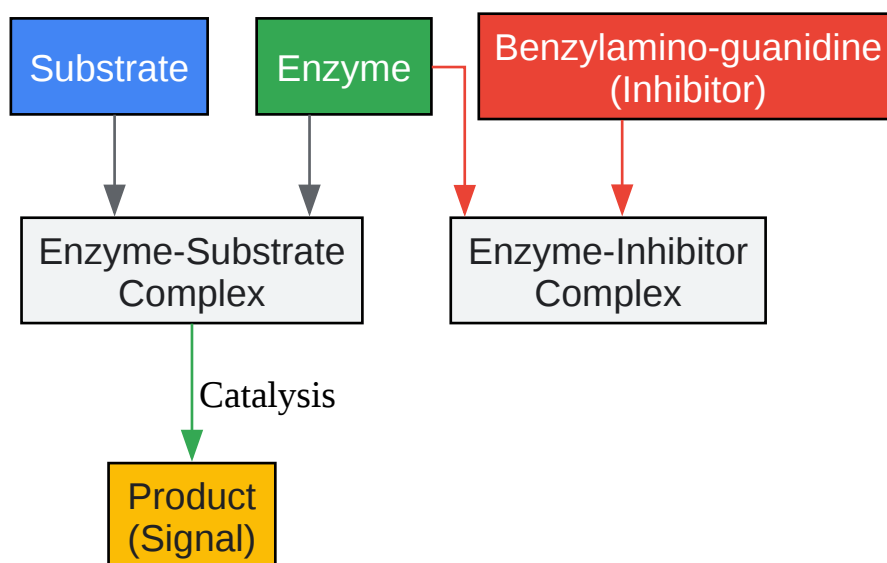 Substrate
Enzyme
Benzylamino-guanidine
(Inhibitor)
Enzyme-Substrate
Complex
Enzyme-Inhibitor
Complex
Catalysis
Product
(Signal)